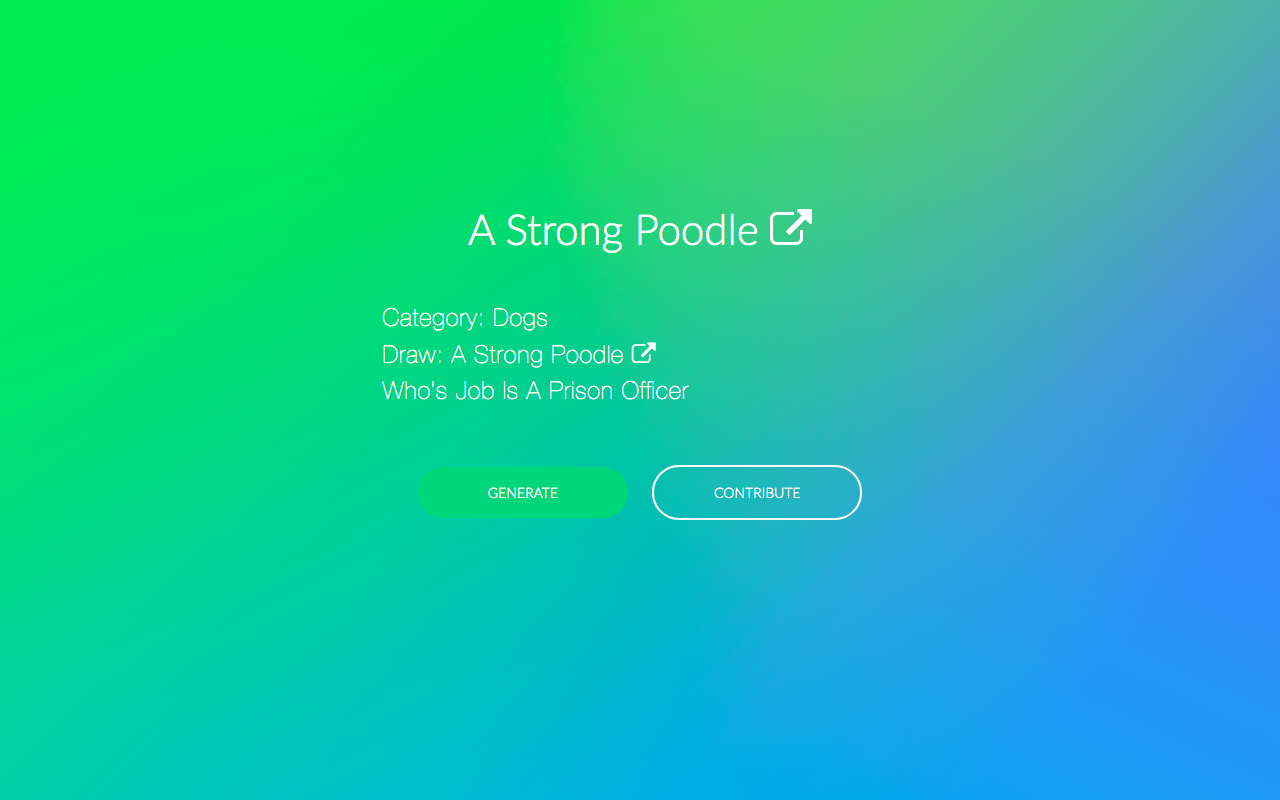 A Strong Poodle
Category: Dogs
Draw: A Strong Poodle
Who's Job Is A Prison Officer
GENERATE
CONTRIBUTE